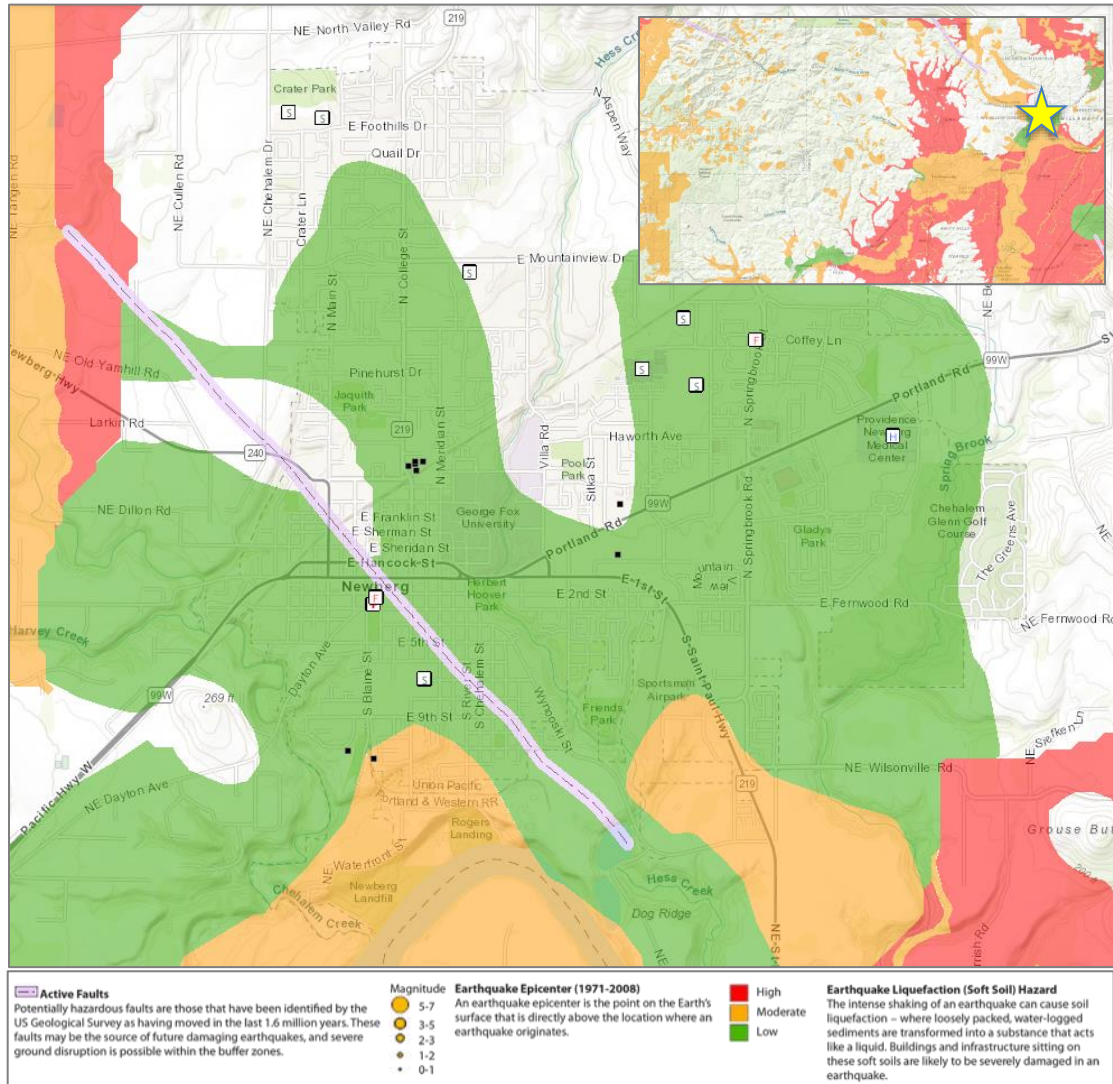 NE North Valley Rd
219
Hess Cree
Crater Park
S
S
E Foothills Dr
Quail Dr
N Aspen Way
NE Tangen Rd
NE Cullen Rd
NE Chehalem Dr
Crater Ln
N Main St
N College St
E Mountainview Dr
S
S
F
Coffey Ln
NE Be
99W
NE Old Yamhill Rd
Newberg-Hwy
Pinehurst Dr
S
S
N Springbrook
Portland-Rd
Jaquith
Park
Larkin Rd
219
N Meridian St
Villa Rd
Haworth Ave
Providence
Newberg
Medical
Center
H
240
Pool
Park
Sitka St
Spring Brook
99W
NE Dillon Rd
E Franklin St
E Sherman St
E Sheridan St
E-Hancock-St
George Fox
University
Portland-Rd
N Springbrook Rd
Gladys
Park
Chehalem
Glenn Golf
Course
The Greens Ave
Newberg
Herbert
Hoover
Park
E-1st-St
E 2nd St
Mountain
View
E Fernwood Rd
NE Fernwood Rd
F
Harvey Creek
Dayton Ave
E 5th St
S Blaine St
S
S River St
S Chehalem St
Wynooski St
S-Saint-Paul-Hwy
Sportsman
Airpark
99W
269 ft
E 9th St
Friends
Park
NE Siefken Ln
Pacific-Hwy-W
NE Dayton Ave
Union Pacific
Portland & Western RR
NE Wilsonville Rd
219
Rogers
Landing
NE Waterfront St
Newberg
Landfill
Chehalem Creek
Grouse But
Hess Creek
Dog Ridge
NE-St
rrish Rd
Active Faults
Potentially hazardous faults are those that have been identified by the
US Geological Survey as having moved in the last 1.6 million years. These
faults may be the source of future damaging earthquakes, and severe
ground disruption is possible within the buffer zones.
Magnitude
5-7
3-5
2-3
1-2
0-1
Earthquake Epicenter (1971-2008)
An earthquake epicenter is the point on the Earth's
surface that is directly above the location where an
earthquake originates.
High
Moderate
Low
Earthquake Liquefaction (Soft Soil) Hazard
The intense shaking of an earthquake can cause soil
liquefaction – where loosely packed, water-logged
sediments are transformed into a substance that acts
like a liquid. Buildings and infrastructure sitting on
these soft soils are likely to be severely damaged in an
earthquake.